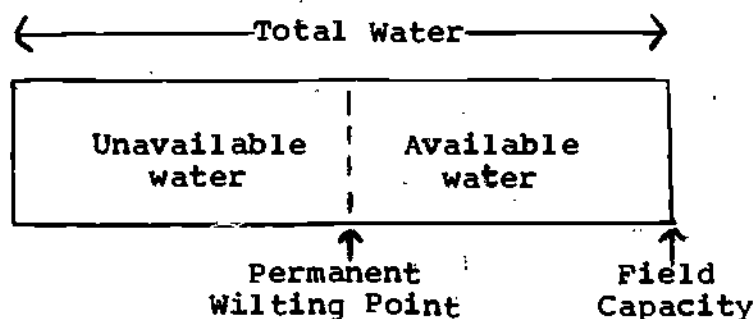 Total Water
Unavailable Available
water water
Permanent Field
Wilting Point Capacity